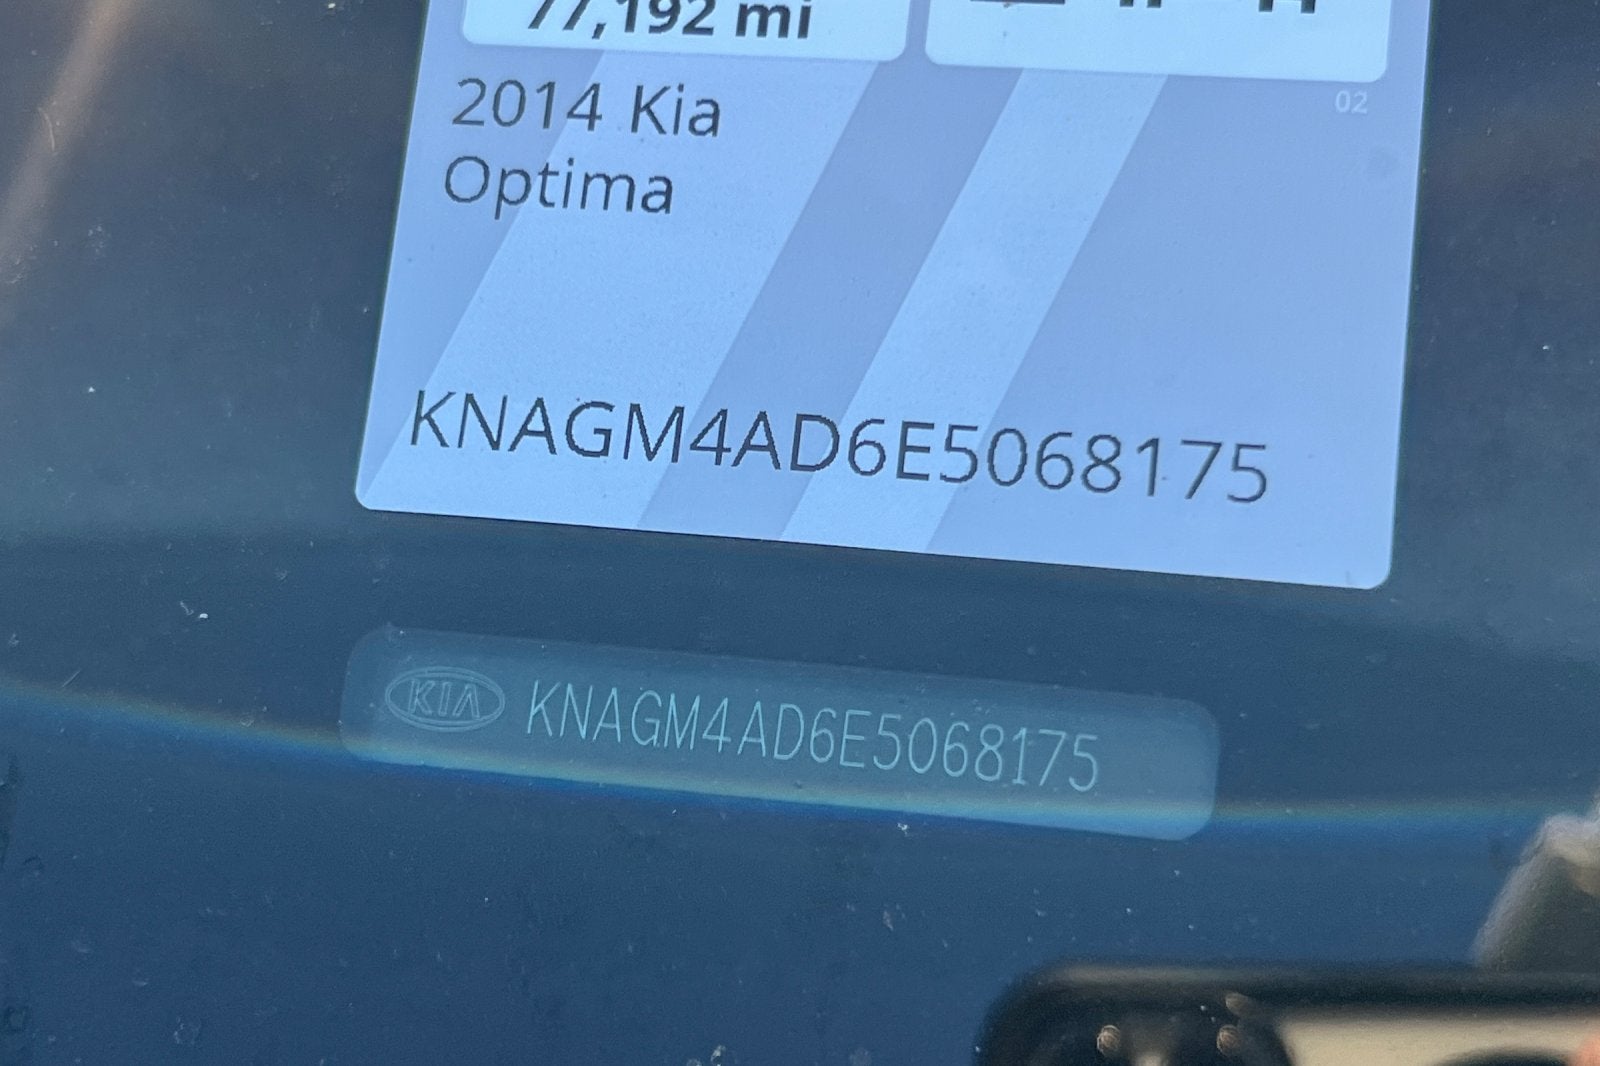 77,192 mi
02
2014 Kia
Optima
KNAGM4AD6E5068175
KIA KNAGM4AD6E5068175